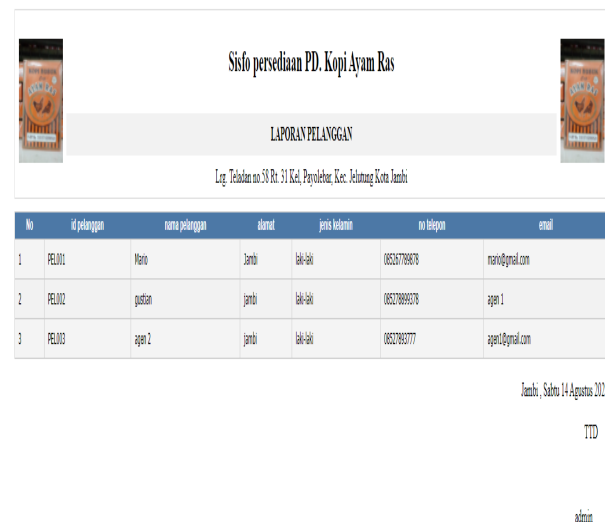 Sisfo persediaan PD. Kopi Ayam Ras
LAPORAN PELANGGAN
Lrg. Teladan no.58 Rt. 31 Kel, Payolebar, Kec. Jelutung Kota Jambi
No id pelanggan nama pelanggan alamat jenis kelamin no telepon email
1 PEL001 Mario Jambi laki-laki 085267789878 mario@gmail.com
2 PEL002 gustian jambi laki-laki 085278899378 agen 1
3 PEL003 agen 2 jambi laki-laki 08527893777 agen1@gmail.com
Jambi , Sabtu 14 Agustus 202
TTD
admin